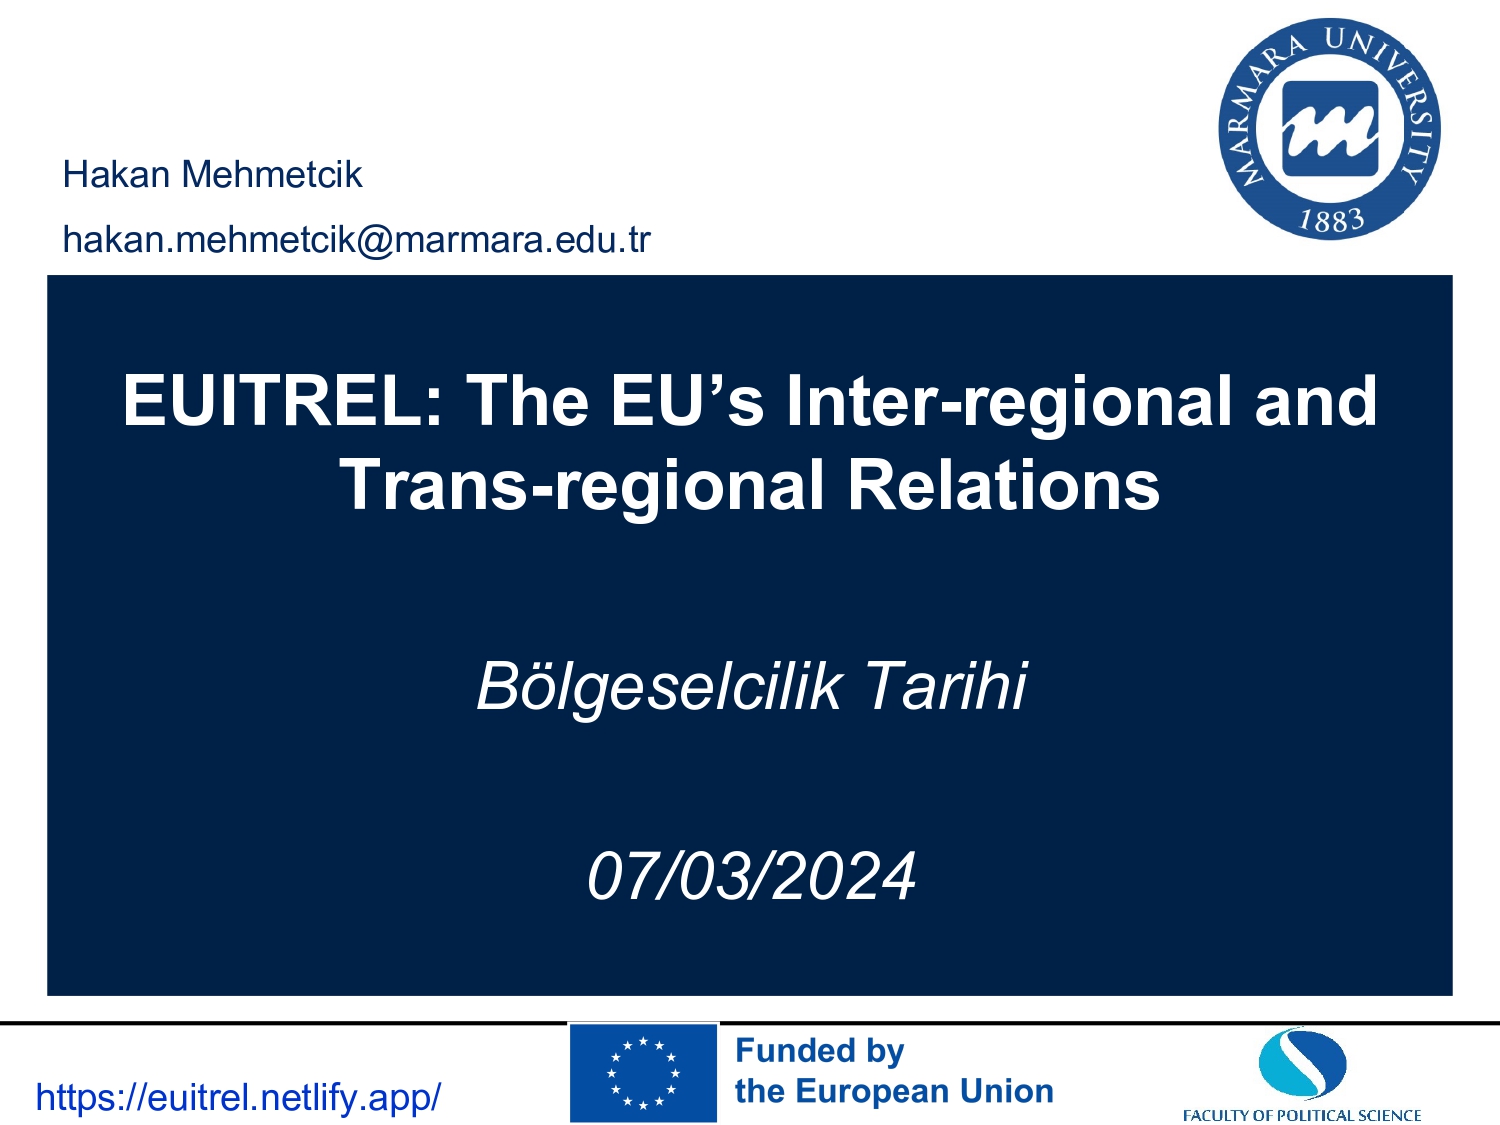 MARMARA UNIVERSITY
1883
Hakan Mehmetcik
hakan.mehmetcik@marmara.edu.tr
EUITREL: The EU’s Inter-regional and
Trans-regional Relations
Bölgeselcilik Tarihi
07/03/2024
https://euitrel.netlify.app/
Funded by
the European Union
FACULTY OF POLITICAL SCIENCE